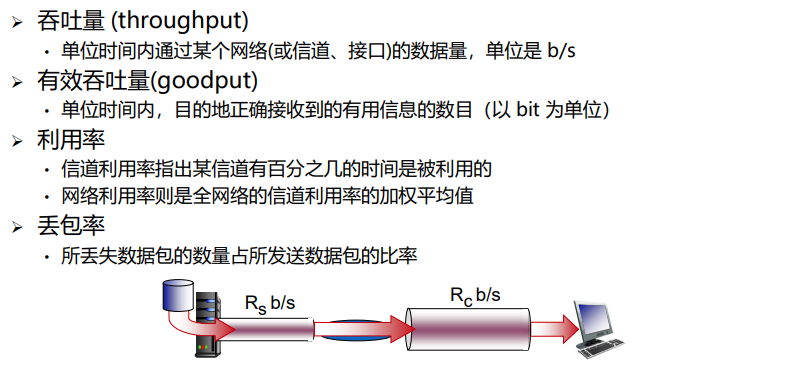 ➢ 吞吐量 (throughput)
• 单位时间内通过某个网络(或信道、接口)的数据量，单位是 b/s
➢ 有效吞吐量(goodput)
• 单位时间内，目的地正确接收到的有用信息的数目（以 bit 为单位）
➢ 利用率
• 信道利用率指出某信道有百分之几的时间是被利用的
• 网络利用率则是全网络的信道利用率的加权平均值
➢ 丢包率
• 所丢失数据包的数量占所发送数据包的比率
Rs b/s
Rc b/s